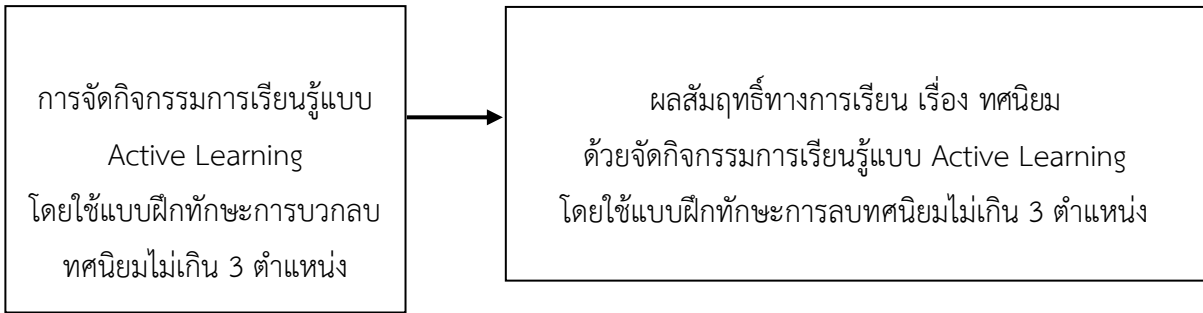 การจัดกิจกรรมการเรียนรู้แบบ
Active Learning
โดยใช้แบบฝึกทักษะการบวกลบ
ทศนิยมไม่เกิน 3 ตำแหน่ง
ผลสัมฤทธิ์ทางการเรียน เรื่อง ทศนิยม
ด้วยจัดกิจกรรมการเรียนรู้แบบ Active Learning
โดยใช้แบบฝึกทักษะการลบทศนิยมไม่เกิน 3 ตำแหน่ง